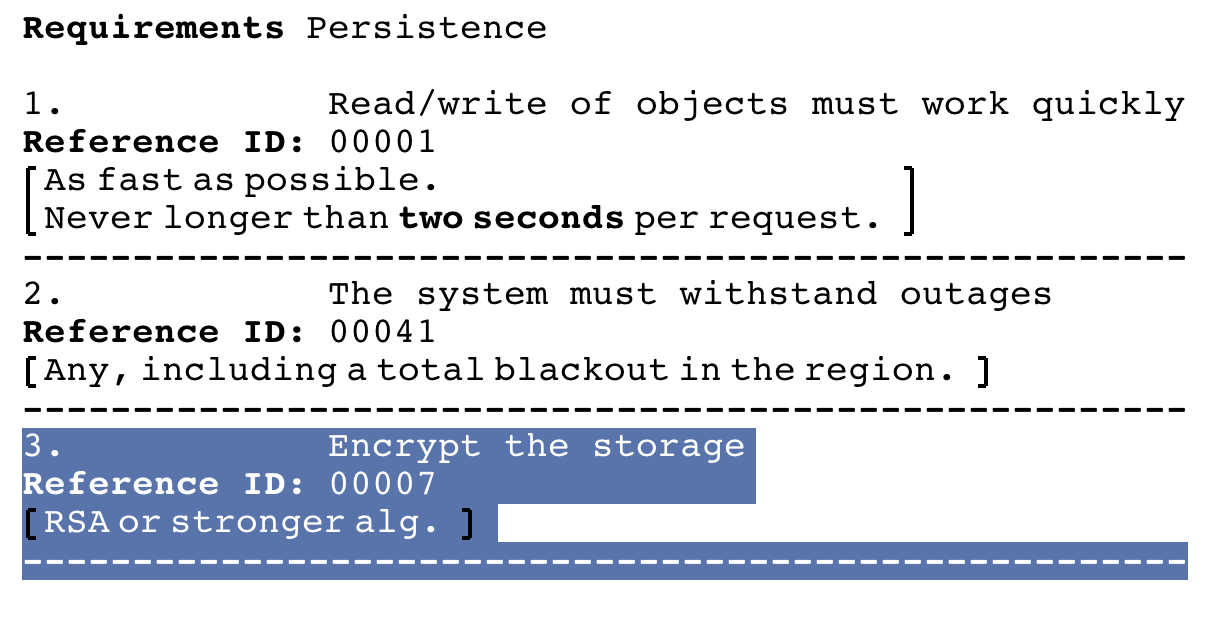 Requirements Persistence
1. Read/write of objects must work quickly
Reference ID: 00001
[As fast as possible.
Never longer than two seconds per request. ]
------------------------------------------------------
2. The system must withstand outages
Reference ID: 00041
[Any, including a total blackout in the region. ]
------------------------------------------------------
3. Encrypt the storage
Reference ID: 00007
[RSA or stronger alg. ]
------------------------------------------------------